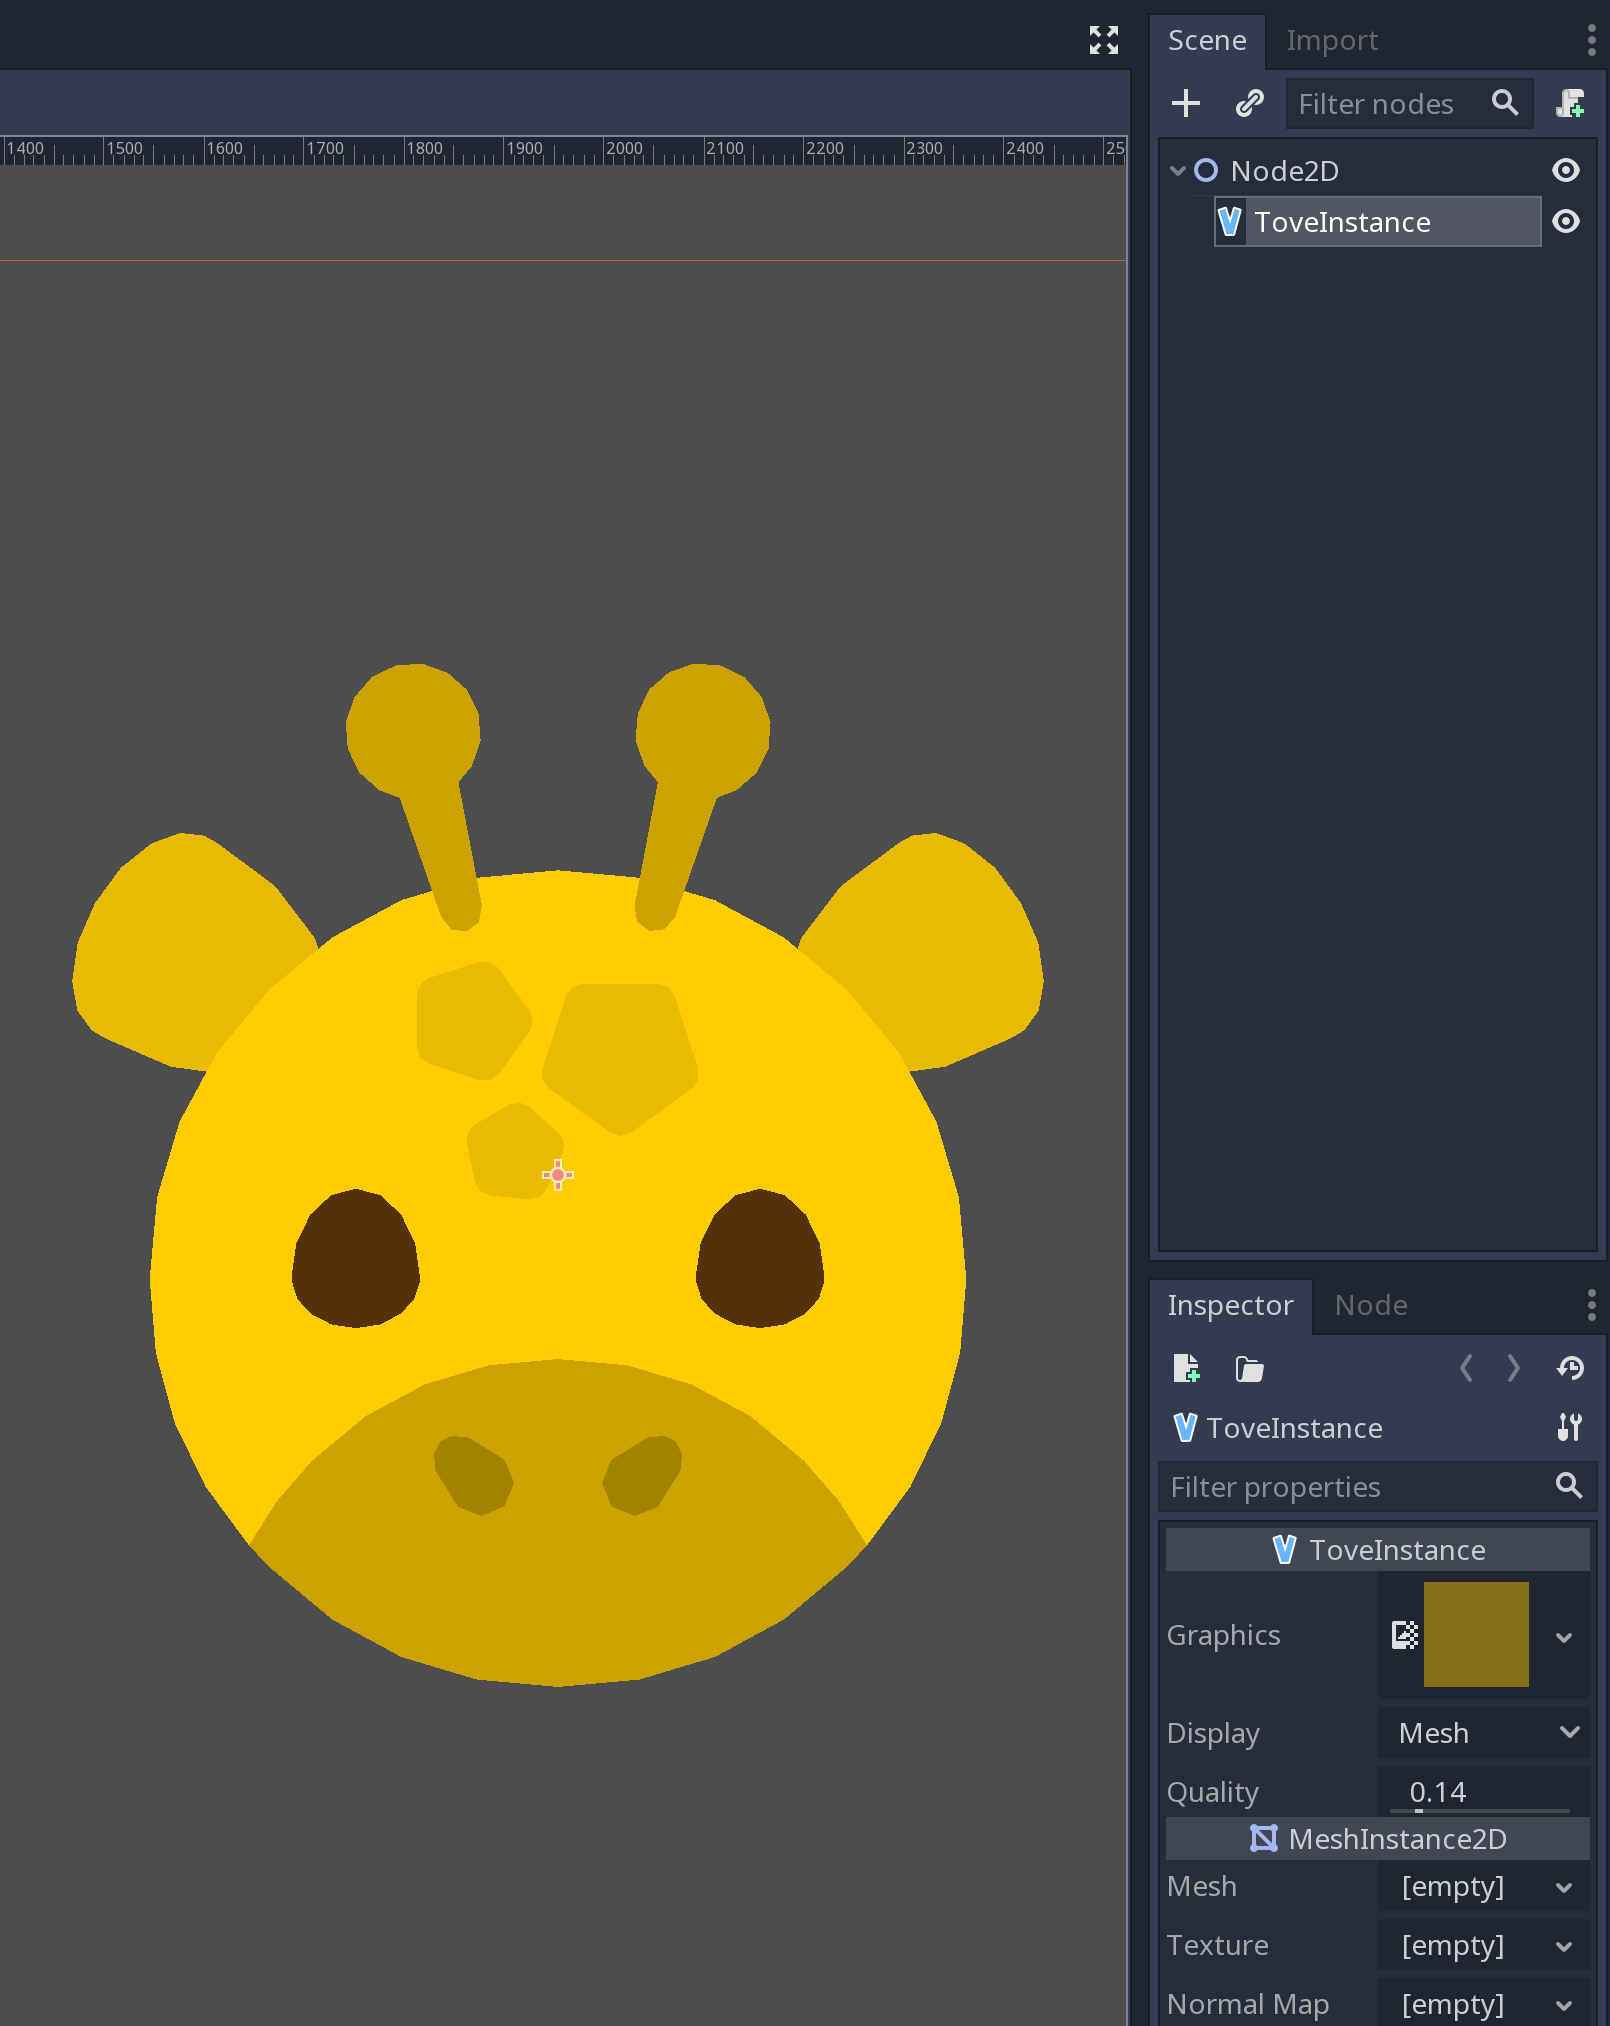 Scene Import
Filter nodes
1400 1500 1600 1700 1800 1900 2000 2100 2200 2300 2400 25
Node2D
ToveInstance
Inspector Node
ToveInstance
Filter properties
ToveInstance
Graphics
Display Mesh
Quality 0.14
MeshInstance2D
Mesh [empty]
Texture [empty]
Normal Map [empty]